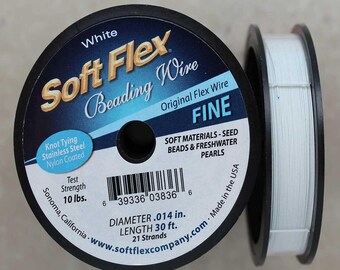 White
Soft Flex
Beading Wire
Original Flex Wire
FINE
Knot Tying
Stainless Steel
Nylon Coated
SOFT MATERIALS - SEED
BEADS & FRESHWATER
PEARLS
Test
Strength
10 lbs.
6 39336 03836 6
DIAMETER .014 in.
LENGTH 30 ft.
21 Strands
www.softflexcompany.com
Sonoma, California - Made in the USA